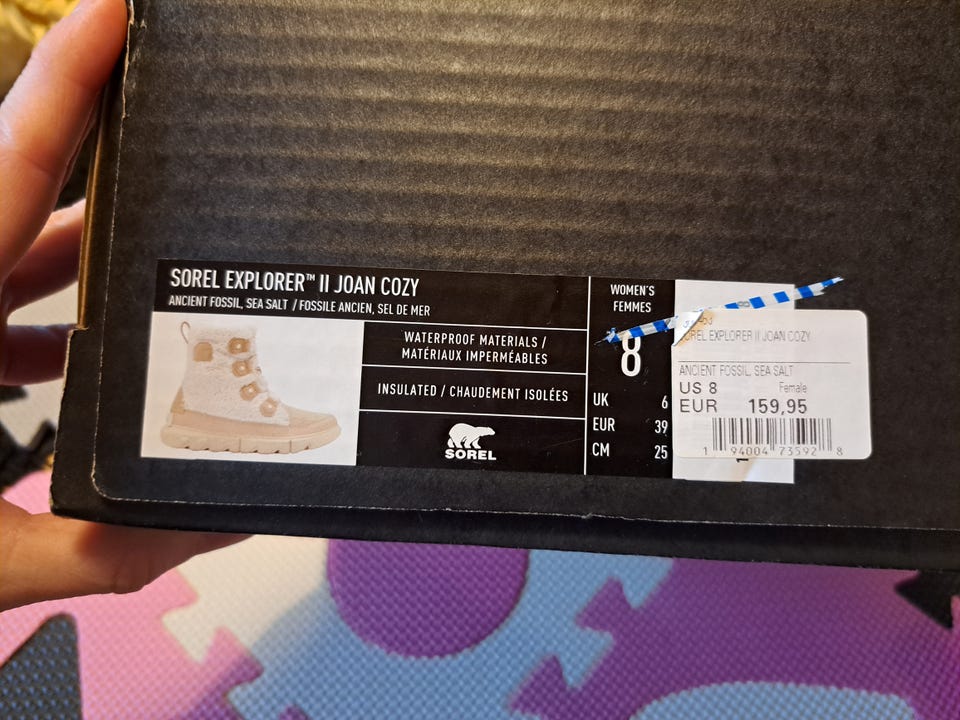 SOREL EXPLORER™ II JOAN COZY
ANCIENT FOSSIL, SEA SALT / FOSSILE ANCIEN, SEL DE MER
WATERPROOF MATERIALS /
MATÉRIAUX IMPERMÉABLES
INSULATED / CHAUDEMENT ISOLÉES
SOREL
WOMEN'S
FEMMES
8
UK 6
EUR 39
CM 25
SOREL EXPLORER II JOAN COZY
ANCIENT FOSSIL, SEA SALT
US 8 Female
EUR 159,95
1 94004 73592 8